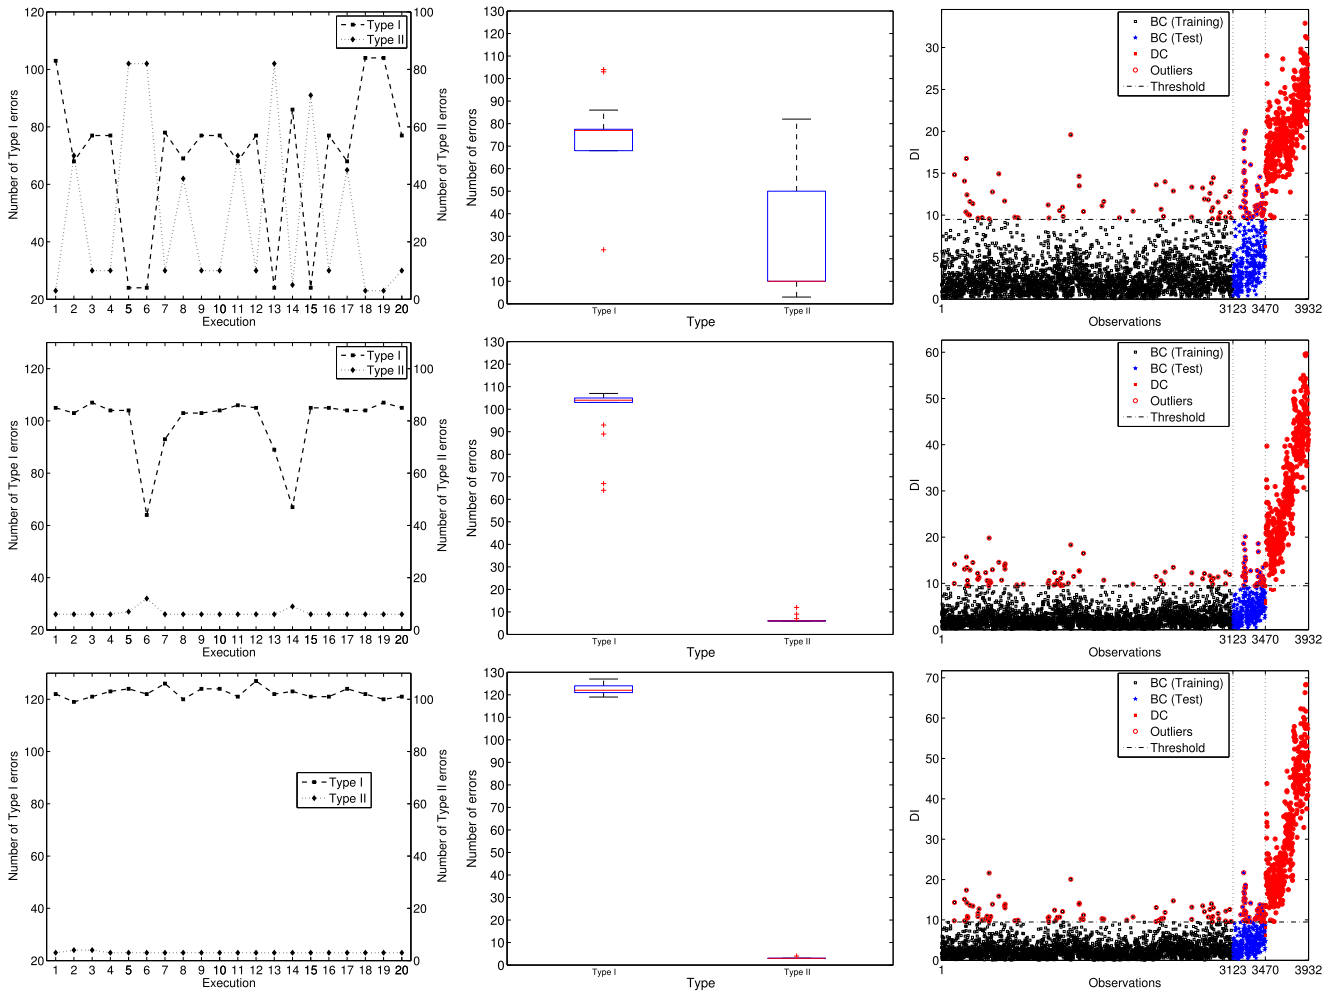 120
100
80
60
40
20
Number of Type I errors
1 2 3 4 5 6 7 8 9 10 11 12 13 14 15 16 17 18 19 20
Execution
100
80
60
40
20
0
Number of Type II errors
Type I
Type II
130
120
110
100
90
80
70
60
50
40
30
20
10
0
Number of errors
Type I Type II
Type
30
25
20
15
10
5
0
DI
1 3123 3470 3932
Observations
BC (Training)
BC (Test)
DC
Outliers
Threshold
120
100
80
60
40
20
Number of Type I errors
1 2 3 4 5 6 7 8 9 10 11 12 13 14 15 16 17 18 19 20
Execution
100
80
60
40
20
0
Number of Type II errors
Type I
Type II
130
120
110
100
90
80
70
60
50
40
30
20
10
0
Number of errors
Type I Type II
Type
60
50
40
30
20
10
0
DI
1 3123 3470 3932
Observations
BC (Training)
BC (Test)
DC
Outliers
Threshold
120
100
80
60
40
20
Number of Type I errors
1 2 3 4 5 6 7 8 9 10 11 12 13 14 15 16 17 18 19 20
Execution
100
80
60
40
20
0
Number of Type II errors
Type I
Type II
130
120
110
100
90
80
70
60
50
40
30
20
10
0
Number of errors
Type I Type II
Type
70
60
50
40
30
20
10
0
DI
1 3123 3470 3932
Observations
BC (Training)
BC (Test)
DC
Outliers
Threshold